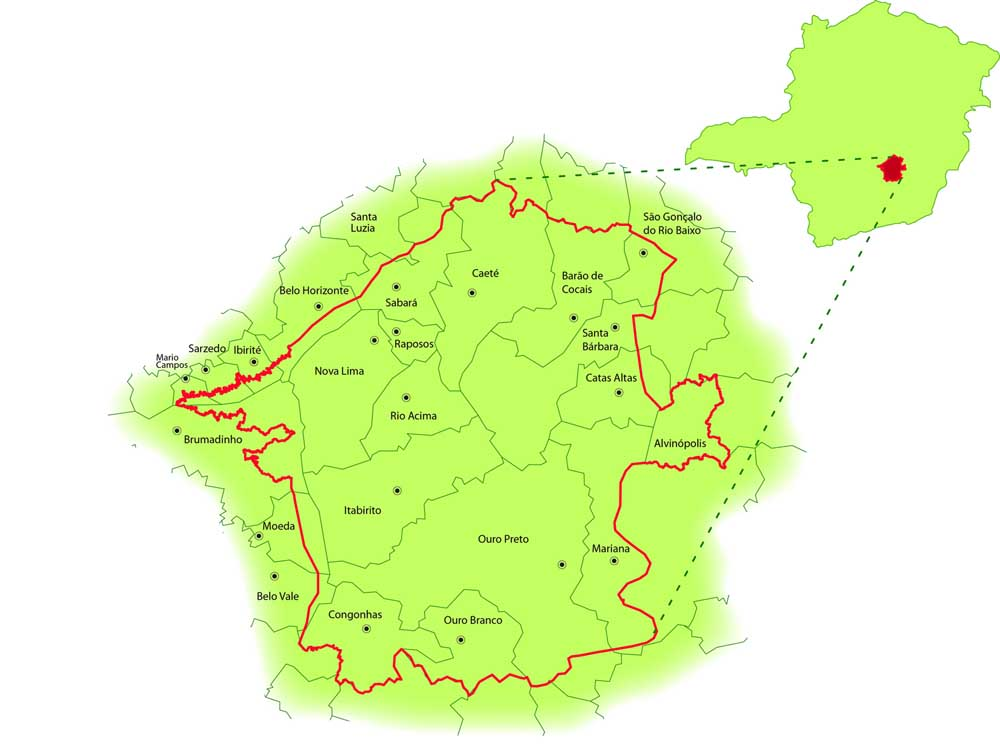 Santa
Luzia
São Gonçalo
do Rio Baixo
Caeté
Barão de
Cocais
Belo Horizonte
Sabará
Santa
Bárbara
Raposos
Sarzedo
Ibirité
Mario
Campos
Nova Lima
Catas Altas
Rio Acima
Brumadinho
Alvinópolis
Itabirito
Moeda
Ouro Preto
Mariana
Belo Vale
Congonhas
Ouro Branco